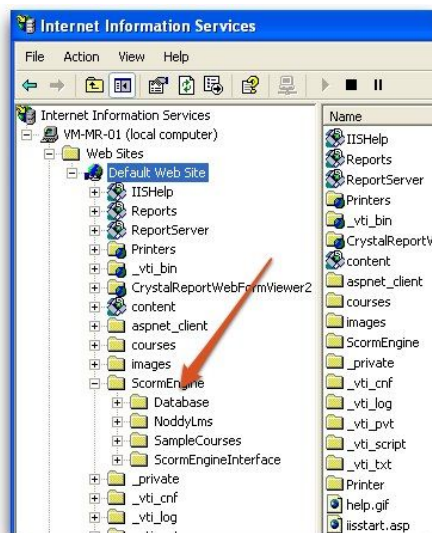 Internet Information Services
File Action View Help
Internet Information Services
VM-MR-01 (local computer)
Web Sites
Default Web Site
IISHelp
Reports
ReportServer
Printers
_vti_bin
CrystalReportWebFormViewer2
content
aspnet_client
courses
images
ScormEngine
Database
NoddyLms
SampleCourses
ScormEngineInterface
_private
_vti_cnf
_vti_log
Name
IISHelp
Reports
ReportServer
Printers
_vti_bin
CrystalReportW
content
aspnet_client
courses
images
ScormEngine
_private
_vti_cnf
_vti_log
_vti_pvt
_vti_script
_vti_txt
Printer
help.gif
iisstart.asp